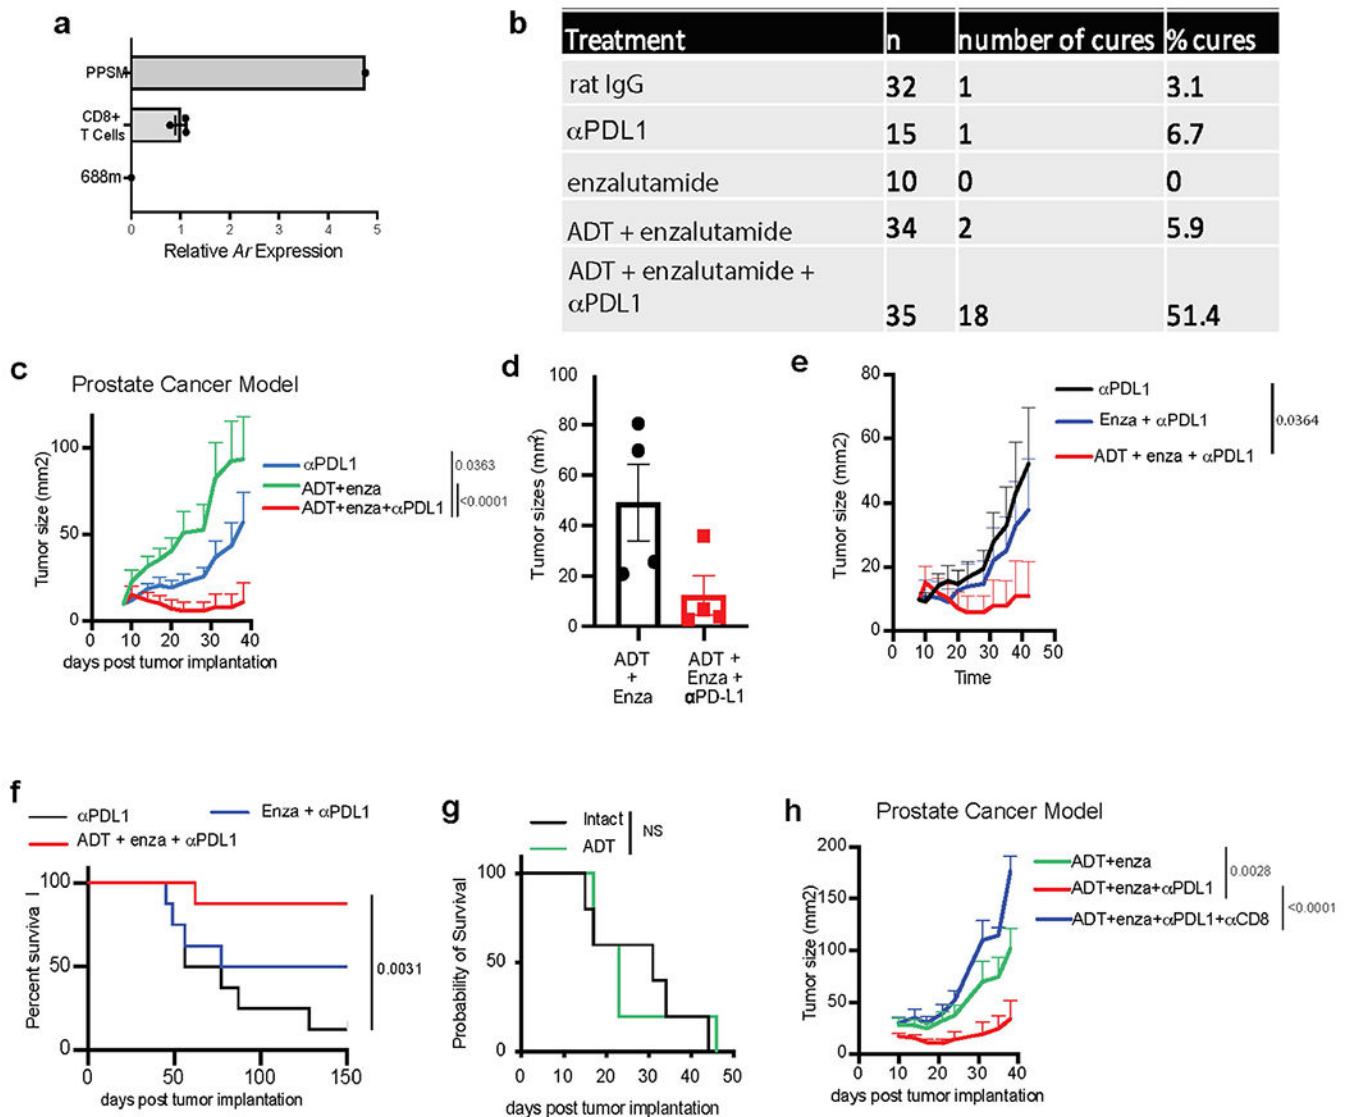 a
PPSM
CD8+
T Cells
688m
0 1 2 3 4 5
Relative Ar Expression
b
Treatment n number of cures % cures
rat IgG 32 1 3.1
αPDL1 15 1 6.7
enzalutamide 10 0 0
ADT + enzalutamide 34 2 5.9
ADT + enzalutamide +
αPDL1 35 18 51.4
c
Prostate Cancer Model
Tumor size (mm2)
100
50
0
0 10 20 30 40
days post tumor implantation
αPDL1
ADT+enza
ADT+enza+αPDL1
0.0363
<0.0001
d
Tumor sizes (mm²)
100
80
60
40
20
0
ADT
+
Enza
ADT +
Enza +
αPD-L1
e
Tumor size (mm2)
80
60
40
20
0
0 10 20 30 40 50
Time
αPDL1
Enza + αPDL1
ADT + enza + αPDL1
0.0364
f
αPDL1
Enza + αPDL1
ADT + enza + αPDL1
Percent surviva l
100
50
0
0 50 100 150
days post tumor implantation
0.0031
g
Intact
ADT
NS
Probability of Survival
100
50
0
0 10 20 30 40 50
days post tumor implantation
h
Prostate Cancer Model
Tumor size (mm2)
200
150
100
50
0
0 10 20 30 40
days post tumor implantation
ADT+enza
ADT+enza+αPDL1
ADT+enza+αPDL1+αCD8
0.0028
<0.0001